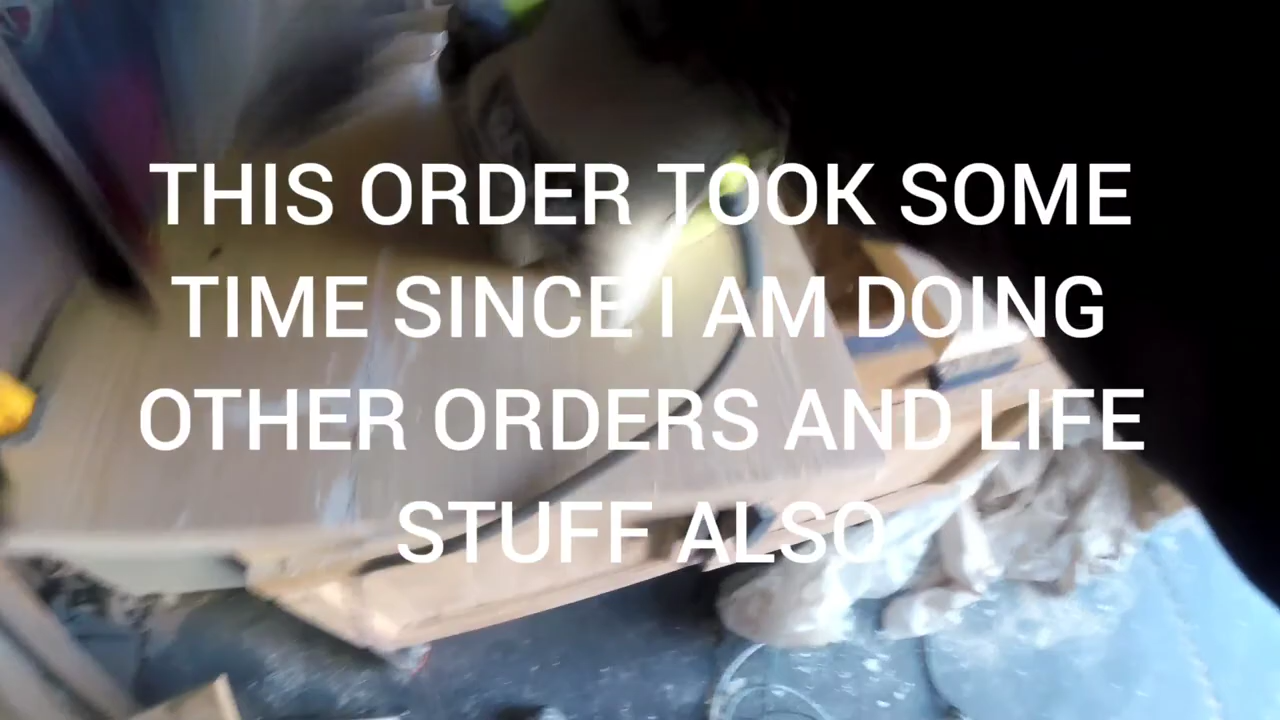 THIS ORDER TOOK SOME
TIME SINCE I AM DOING
OTHER ORDERS AND LIFE
STUFF ALSO